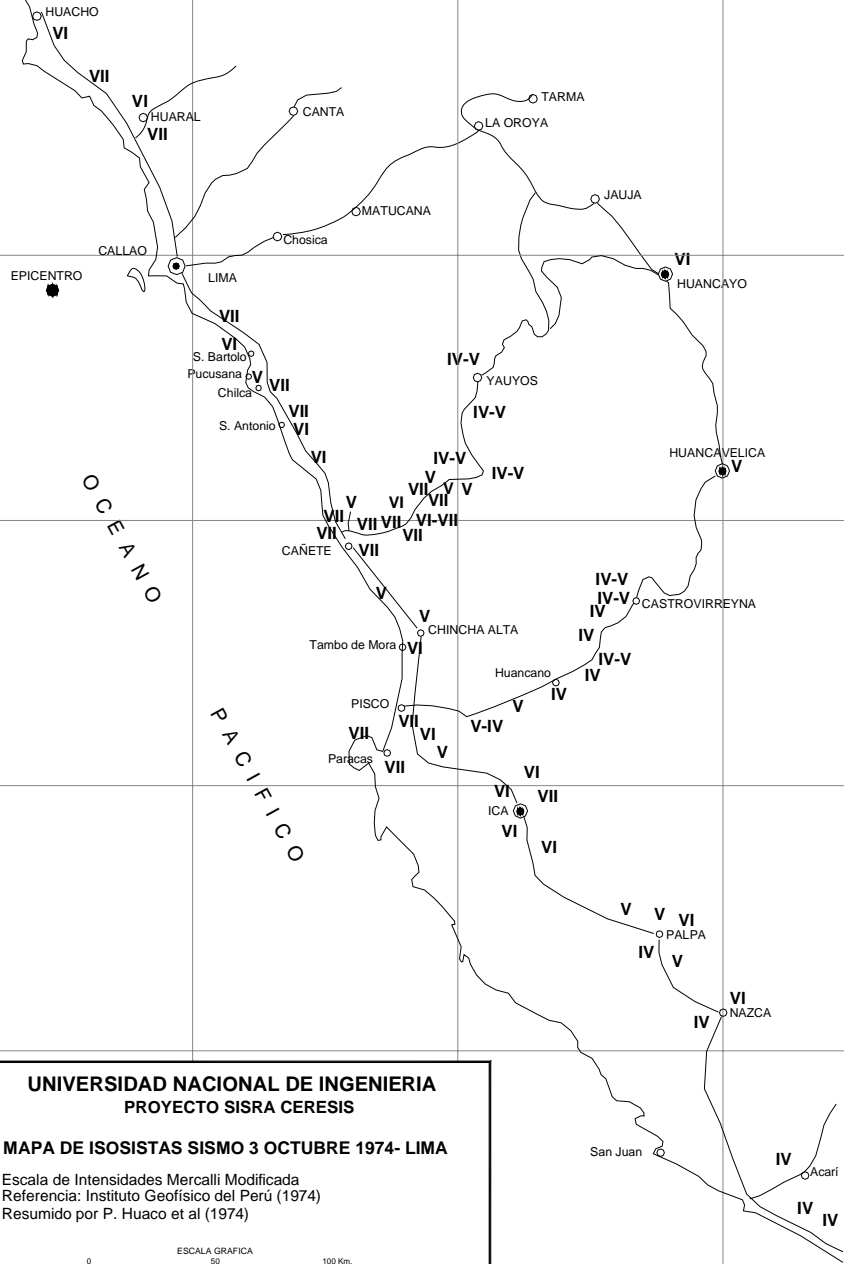 HUACHO
VI
VII
VI
HUARAL
VII
CANTA
TARMA
LA OROYA
JAUJA
MATUCANA
Chosica
CALLAO
LIMA
EPICENTRO
VI
HUANCAYO
VII
VI
S. Bartolo
Pucusana
V
VII
Chilca
VII
S. Antonio
VI
VI
IV-V
YAUYOS
IV-V
IV-V
IV-V
V
VII
V
V
VI
VII
V
VII
VII
VII
VI-VII
VII
VII
CAÑETE
VII
HUANCAVELICA
V
OCEANO
PACIFICO
V
V
CHINCHA ALTA
Tambo de Mora
VI
IV-V
IV-V
CASTROVIRREYNA
IV
IV
IV-V
IV
Huancano
IV
V
V-IV
PISCO
VII
VI
V
VII
Paracas
VII
VI
VI
VII
ICA
VI
VI
V
V
VI
PALPA
IV
V
VI
NAZCA
IV
San Juan
IV
Acarí
IV
IV
UNIVERSIDAD NACIONAL DE INGENIERIA
PROYECTO SISRA CERESIS
MAPA DE ISOSISTAS SISMO 3 OCTUBRE 1974- LIMA
Escala de Intensidades Mercalli Modificada
Referencia: Instituto Geofísico del Perú (1974)
Resumido por P. Huaco et al (1974)
ESCALA GRAFICA
0 50 100 Km.